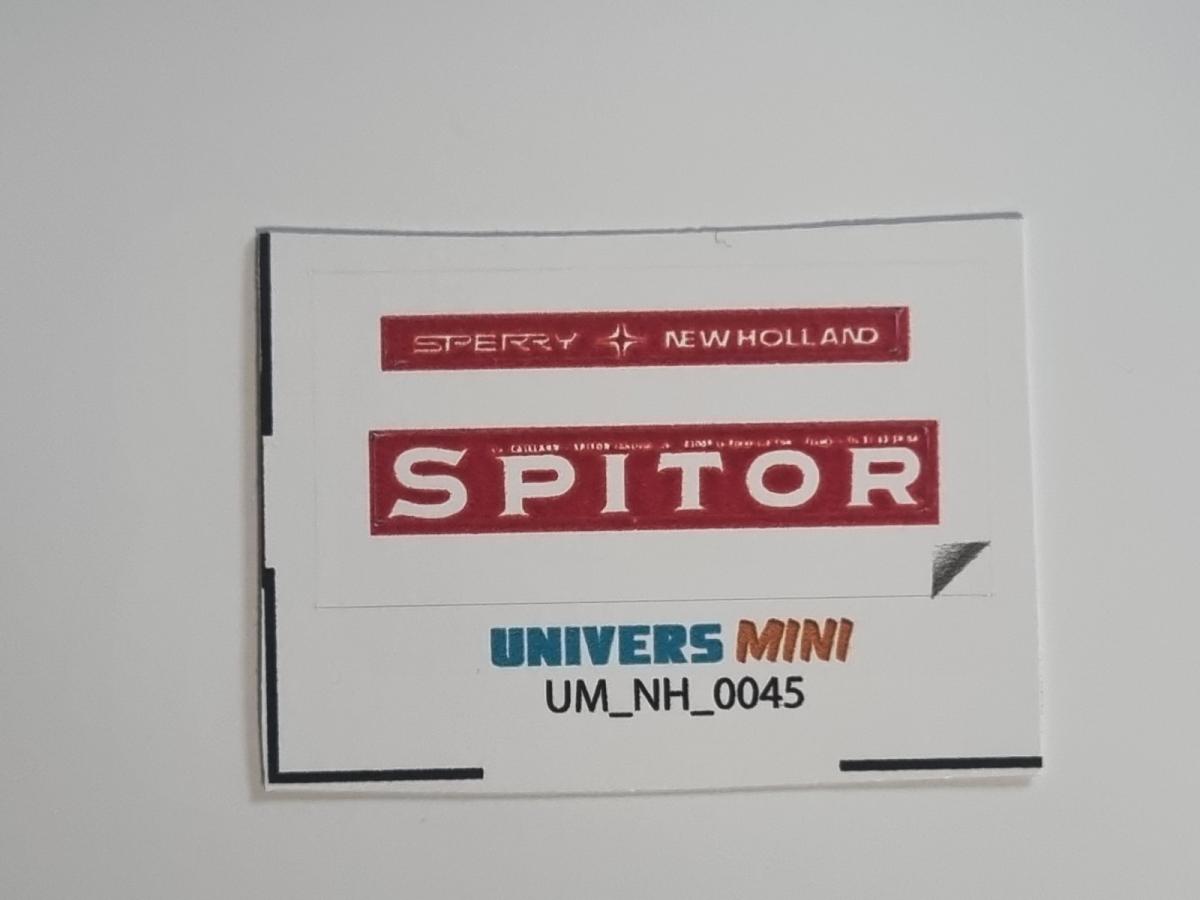 SPERRY NEW HOLLAND
SPITOR
UNIVERS MINI
UM_NH_0045